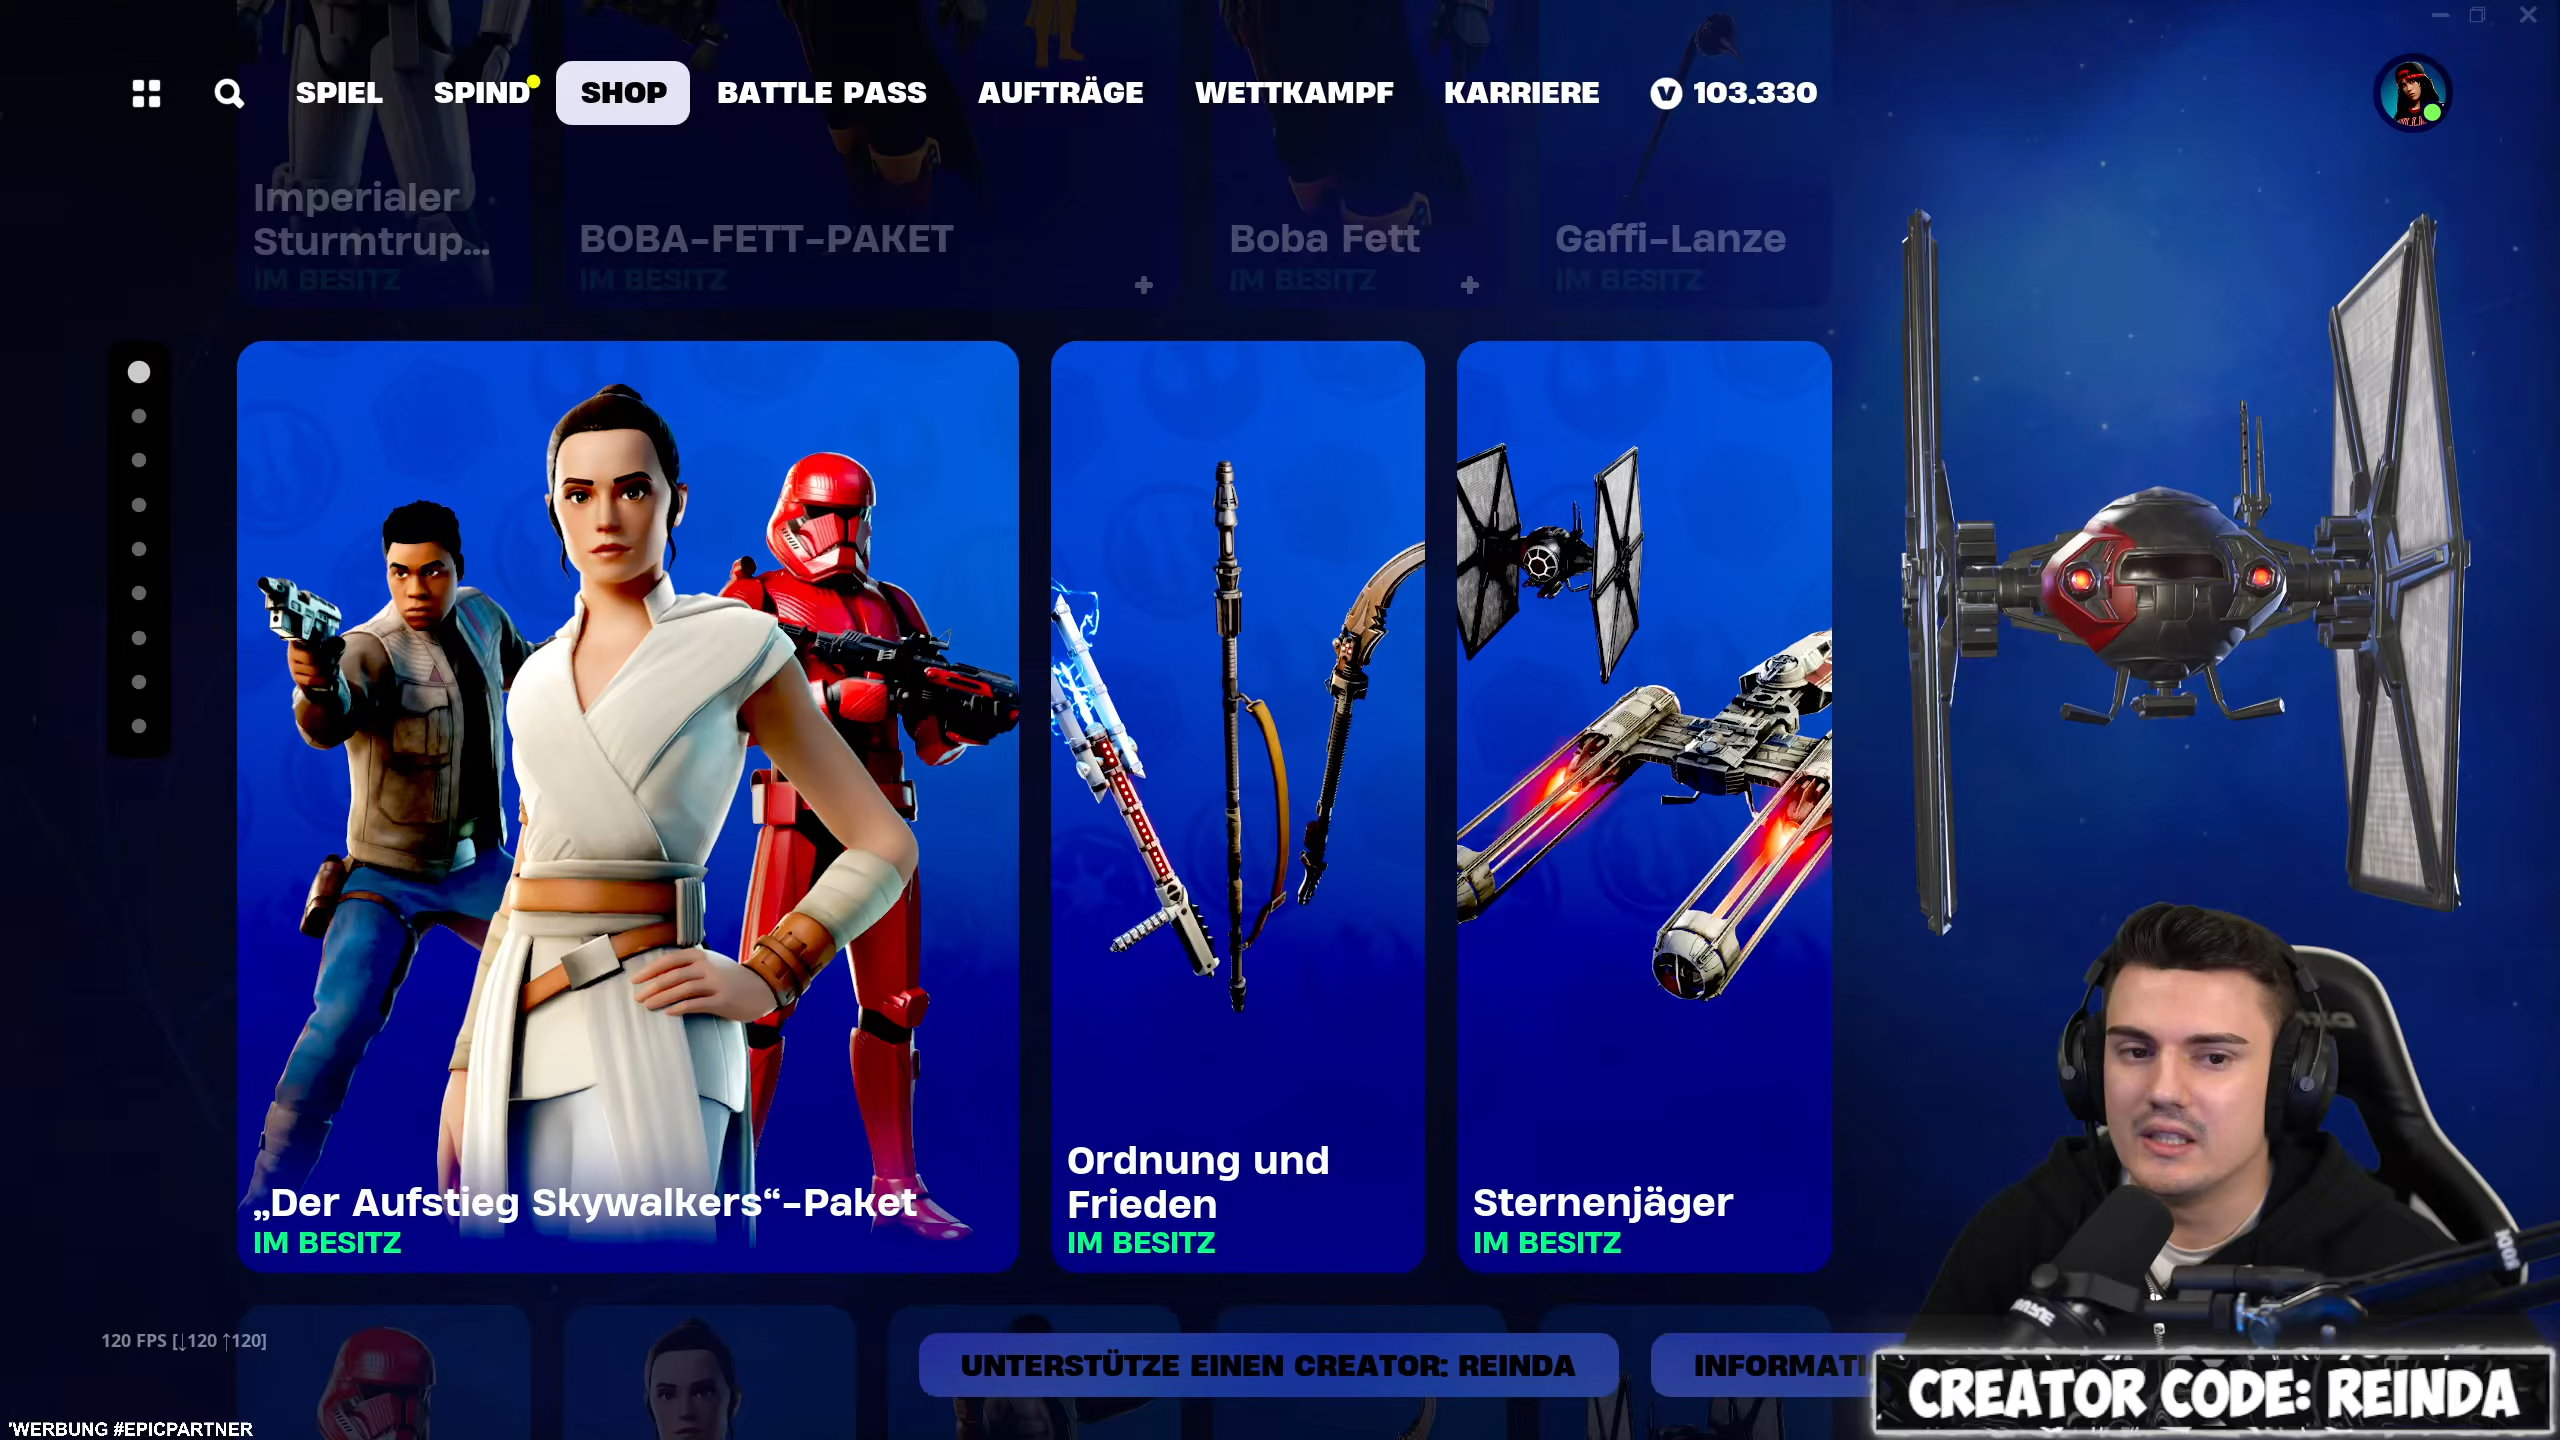 SPIEL
SPIND
SHOP
BATTLE PASS
AUFTRÄGE
WETTKAMPF
KARRIERE
V 103.330
Imperialer
Sturmtrup...
IM BESITZ
BOBA-FETT-PAKET
IM BESITZ
Boba Fett
IM BESITZ
Gaffi-Lanze
IM BESITZ
„Der Aufstieg Skywalkers“-Paket
IM BESITZ
Ordnung und
Frieden
IM BESITZ
Sternenjäger
IM BESITZ
120 FPS [↓120 ↑120]
UNTERSTÜTZE EINEN CREATOR: REINDA
INFORMATI
CREATOR CODE: REINDA
*WERBUNG #EPICPARTNER